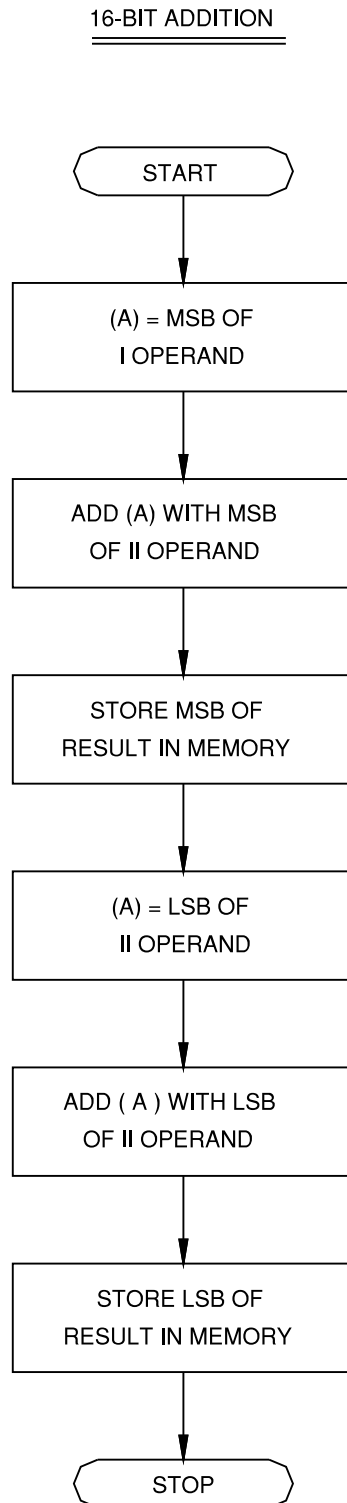 16-BIT ADDITION
START
(A) = MSB OF
I OPERAND
ADD (A) WITH MSB
OF II OPERAND
STORE MSB OF
RESULT IN MEMORY
(A) = LSB OF
II OPERAND
ADD ( A ) WITH LSB
OF II OPERAND
STORE LSB OF
RESULT IN MEMORY
STOP